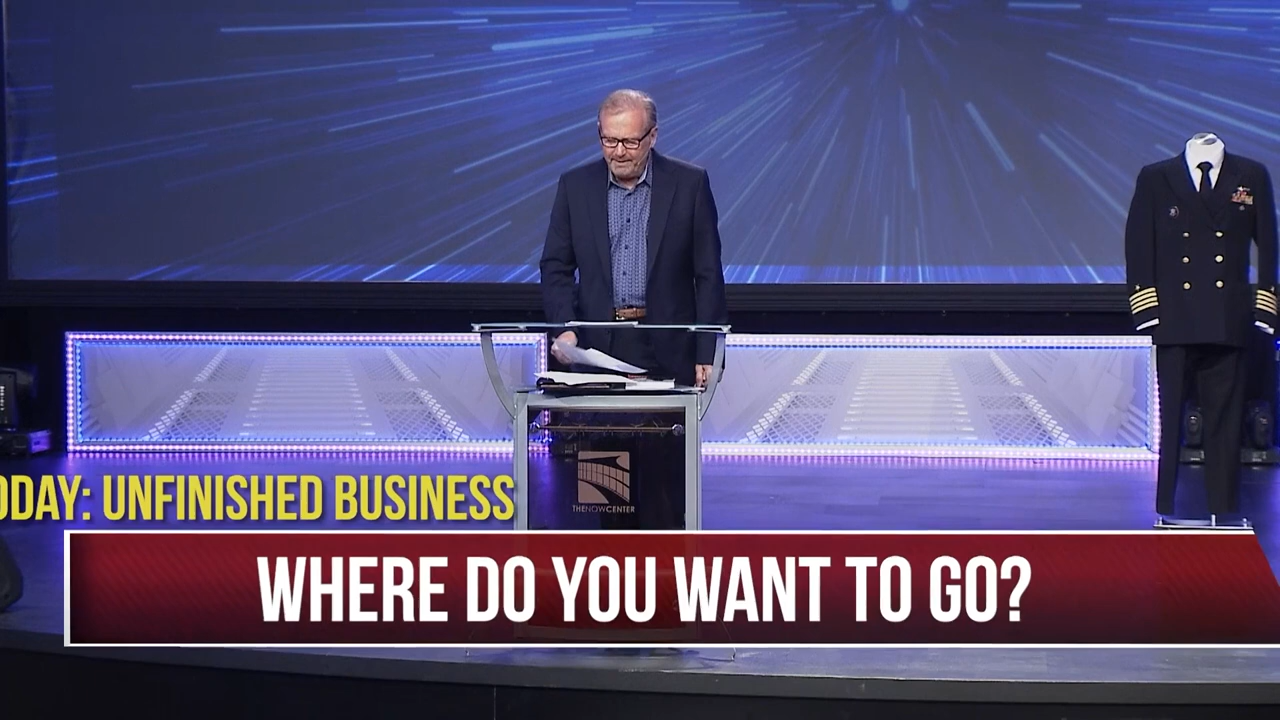 ODAY: UNFINISHED BUSINESS
WHERE DO YOU WANT TO GO?
THENOWCENTER